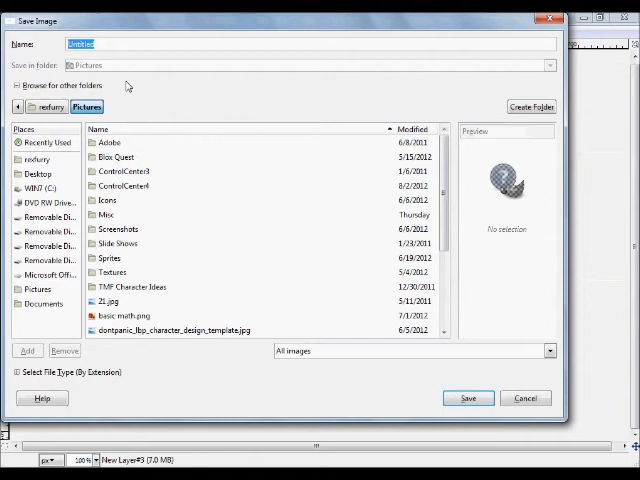 Save Image
Name: Untitled
Save in folder: Pictures
Browse for other folders
rexfurry Pictures Create Folder
Places Name Modified Preview
Recently Used
rexfurry
Desktop
WIN7 (C:)
DVD RW Drive...
Removable Di...
Removable Di...
Removable Di...
Removable Di...
Microsoft Offi...
Pictures
Documents
Adobe 6/8/2011
Blox Quest 5/15/2012
ControlCenter3 1/6/2011
ControlCenter4 8/2/2012
Icons 6/6/2012
Misc Thursday
Screenshots 6/6/2012
Slide Shows 1/23/2011
Sprites 6/19/2012
Textures 5/4/2012
TMF Character Ideas 12/30/2011
21.jpg 5/11/2011
basic math.png 7/1/2012
dontpanic_lbp_character_design_template.jpg 6/5/2012
No selection
Add Remove All images
Select File Type (By Extension)
Help Save Cancel
px 100% New Layer#3 (7.0 MB)